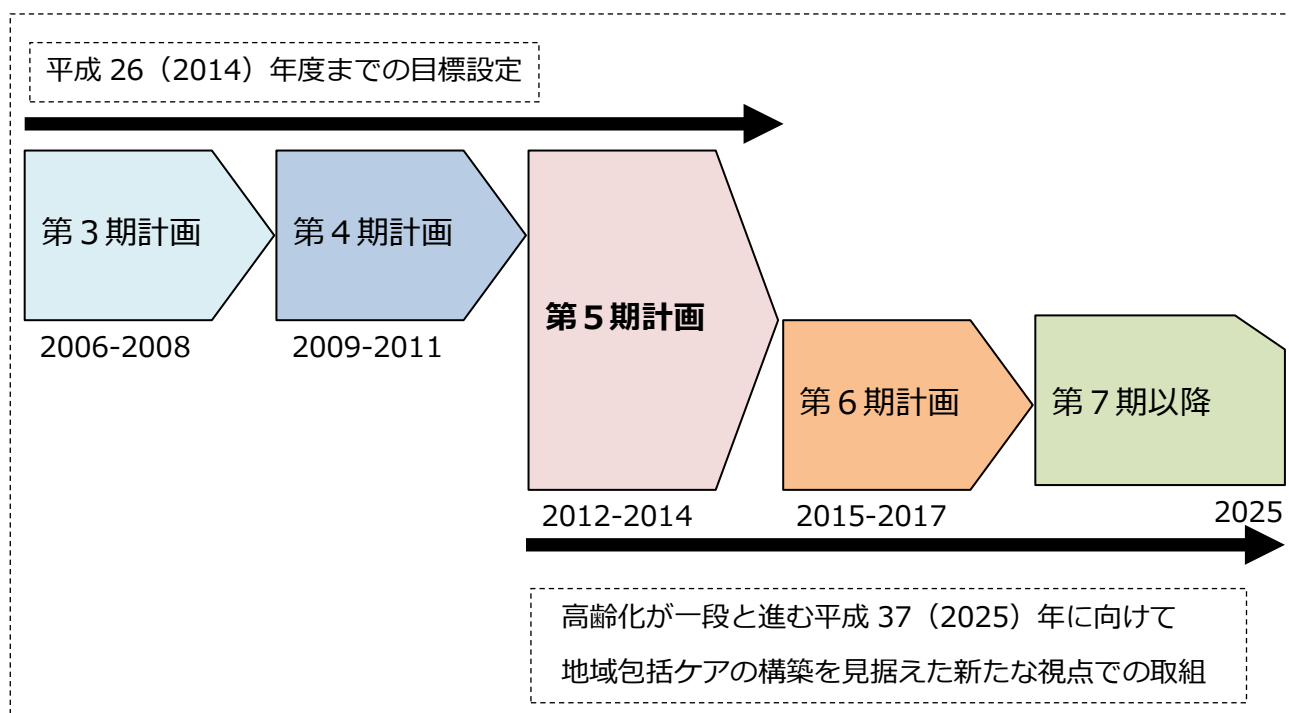 平成 26（2014）年度までの目標設定
第３期計画
第４期計画
第５期計画
第６期計画
第７期以降
2006-2008
2009-2011
2012-2014
2015-2017
2025
高齢化が一段と進む平成 37（2025）年に向けて
地域包括ケアの構築を見据えた新たな視点での取組